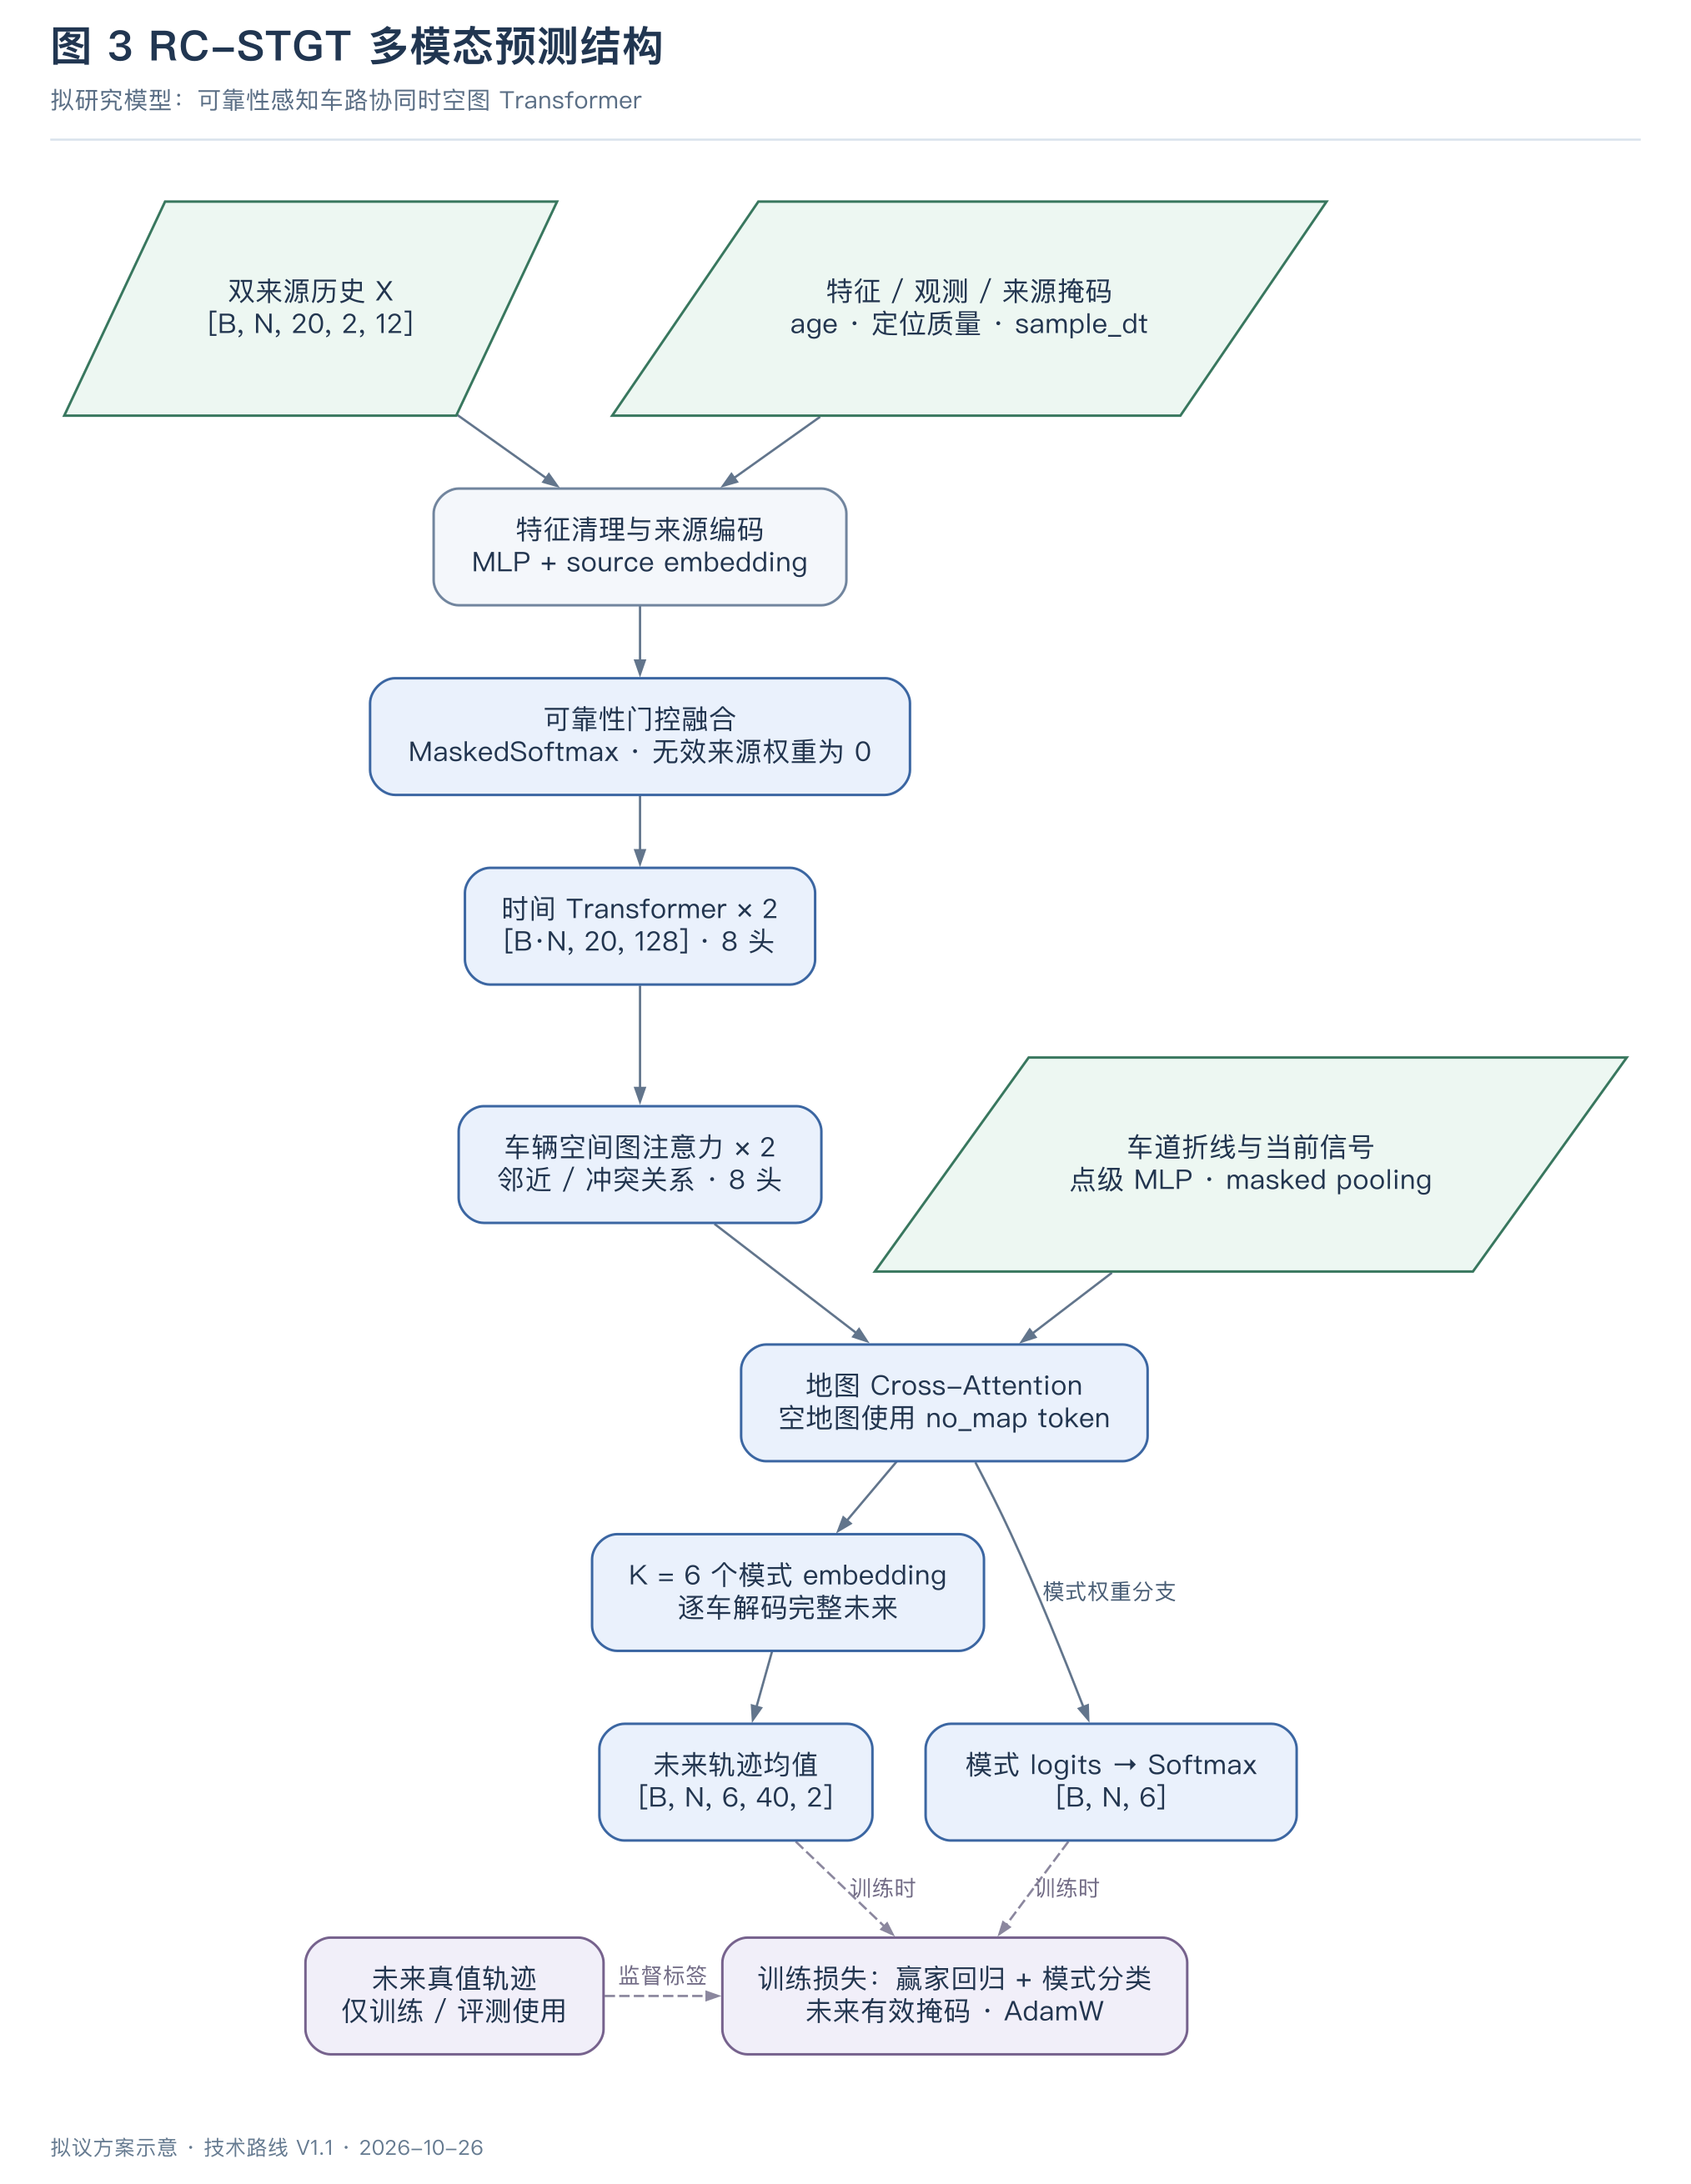 图 3 RC–STGT 多模态预测结构
拟研究模型：可靠性感知车路协同时空图 Transformer
双来源历史 X
[B, N, 20, 2, 12]
特征 / 观测 / 来源掩码
age · 定位质量 · sample_dt
特征清理与来源编码
MLP + source embedding
可靠性门控融合
MaskedSoftmax · 无效来源权重为 0
时间 Transformer × 2
[B·N, 20, 128] · 8 头
车辆空间图注意力 × 2
邻近 / 冲突关系 · 8 头
车道折线与当前信号
点级 MLP · masked pooling
地图 Cross–Attention
空地图使用 no_map token
K = 6 个模式 embedding
逐车解码完整未来
模式权重分支
未来轨迹均值
[B, N, 6, 40, 2]
模式 logits → Softmax
[B, N, 6]
训练时
训练时
未来真值轨迹
仅训练 / 评测使用
监督标签
训练损失：赢家回归 + 模式分类
未来有效掩码 · AdamW
拟议方案示意 · 技术路线 V1.1 · 2026–10–26